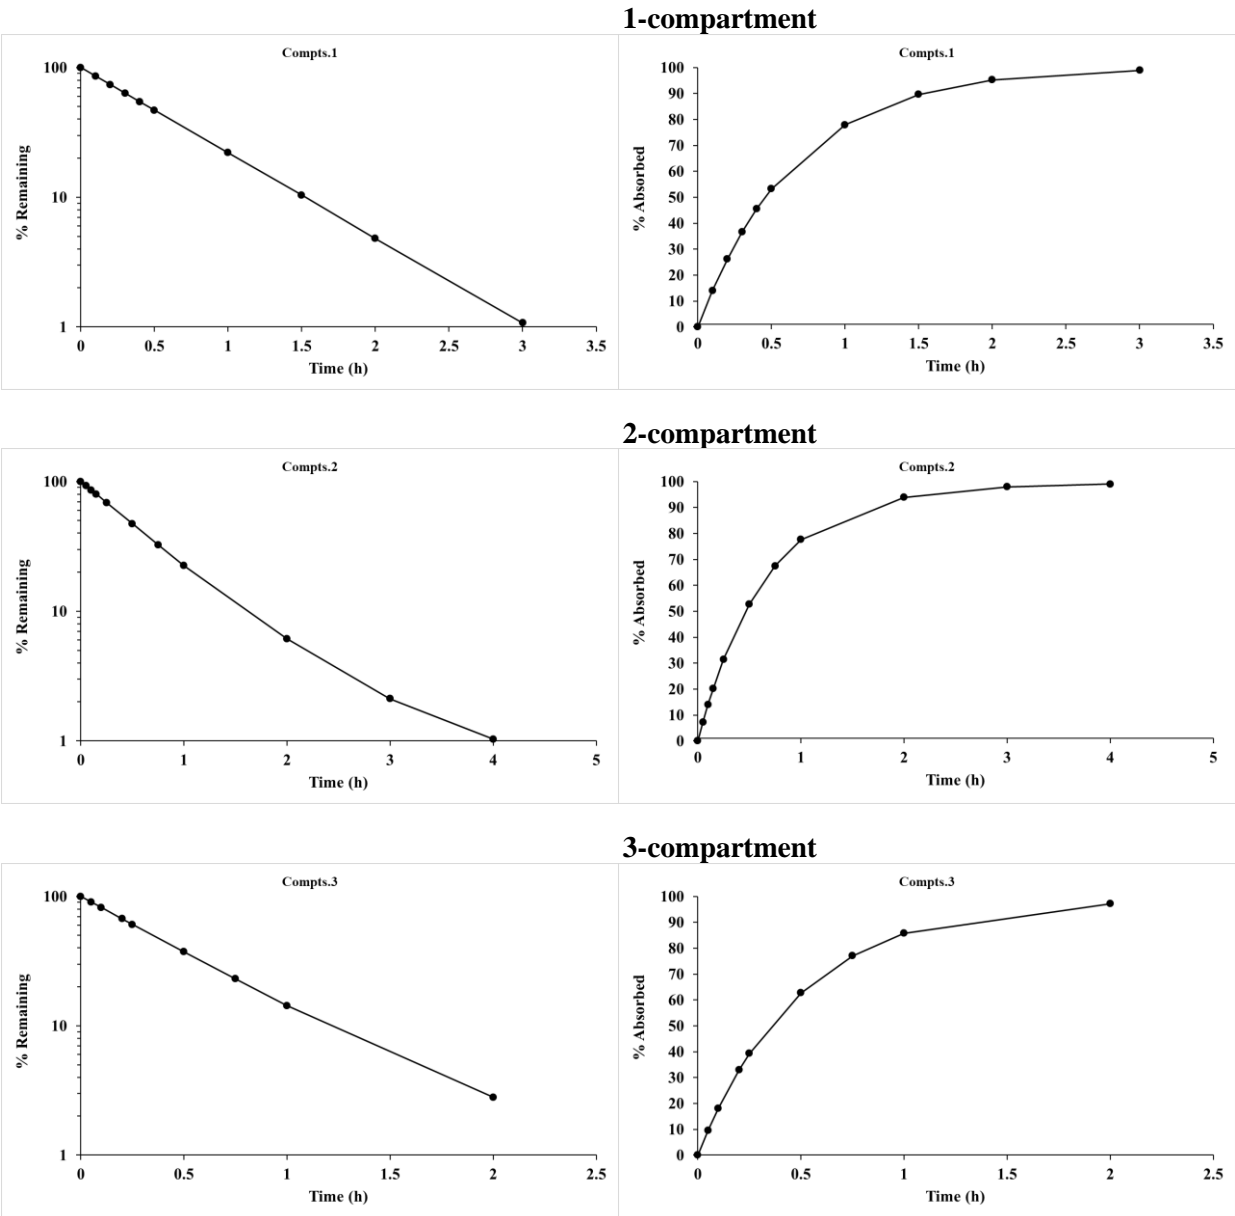 1-compartment
Compts.1
100
10
1
% Remaining
0 0.5 1 1.5 2 2.5 3 3.5
Time (h)
Compts.1
100
90
80
70
60
50
40
30
20
10
0
% Absorbed
0 0.5 1 1.5 2 2.5 3 3.5
Time (h)
2-compartment
Compts.2
100
10
1
% Remaining
0 1 2 3 4 5
Time (h)
Compts.2
100
90
80
70
60
50
40
30
20
10
0
% Absorbed
0 1 2 3 4 5
Time (h)
3-compartment
Compts.3
100
10
1
% Remaining
0 0.5 1 1.5 2 2.5
Time (h)
Compts.3
100
90
80
70
60
50
40
30
20
10
0
% Absorbed
0 0.5 1 1.5 2 2.5
Time (h)